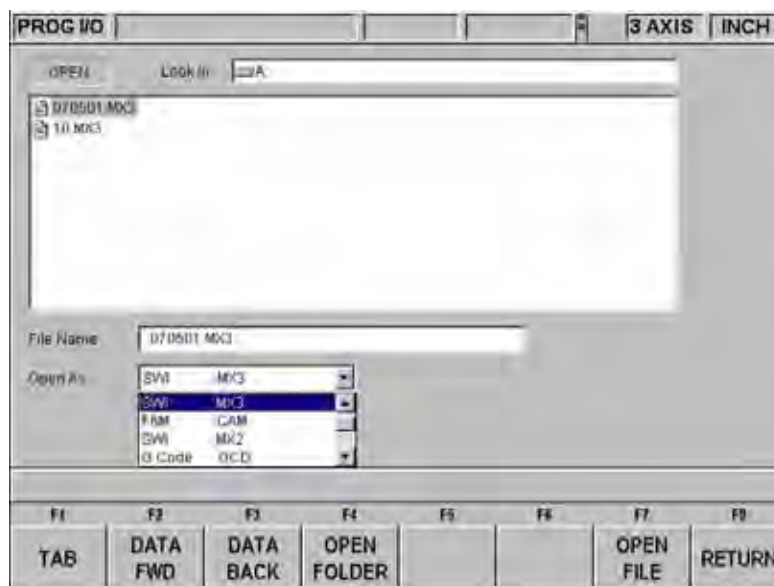 PROG I/O 3 AXIS INCH
OPEN Look In A
070501.MX3
10.MX3
File Name 070501.MX3
Open As SWI .MX3
SWI .MX3
.CAM
SWI .MX2
G Code .GCD
F1 F2 F3 F4 F5 F6 F7 F8
TAB DATA FWD DATA BACK OPEN FOLDER OPEN FILE RETURN